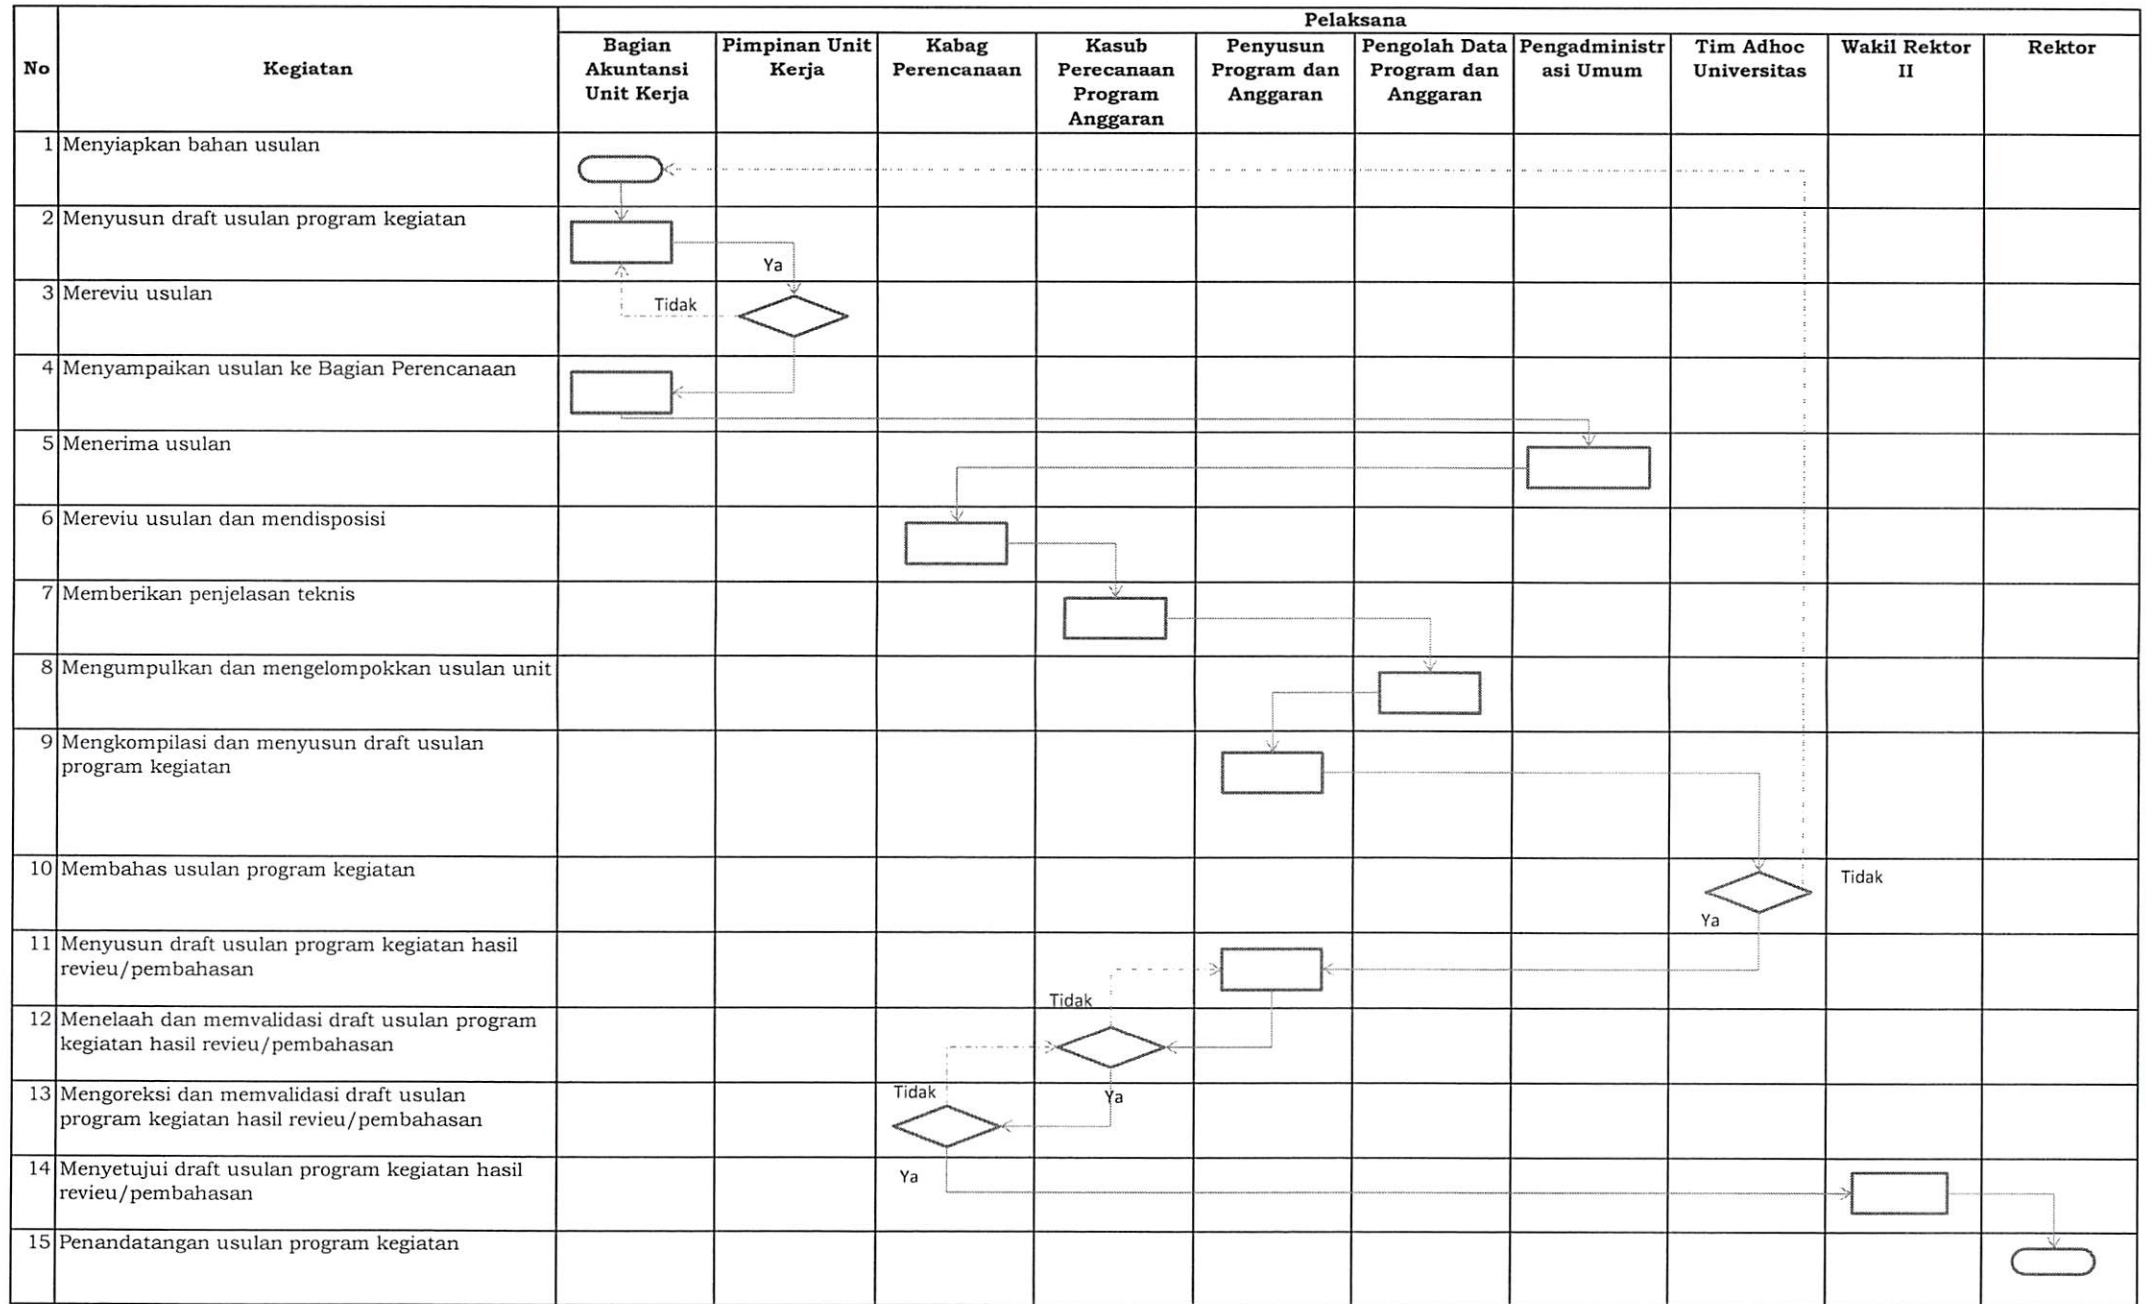 Pelaksana
No
Kegiatan
Bagian
Akuntansi
Unit Kerja
Pimpinan Unit
Kerja
Kabag
Perencanaan
Kasub
Perecanaan
Program
Anggaran
Penyusun
Program dan
Anggaran
Pengolah Data
Program dan
Anggaran
Pengadministr
asi Umum
Tim Adhoc
Universitas
Wakil Rektor
II
Rektor
1 Menyiapkan bahan usulan
2 Menyusun draft usulan program kegiatan
Ya
3 Mereviu usulan
Tidak
4 Menyampaikan usulan ke Bagian Perencanaan
5 Menerima usulan
6 Mereviu usulan dan mendisposisi
7 Memberikan penjelasan teknis
8 Mengumpulkan dan mengelompokkan usulan unit
9 Mengkompilasi dan menyusun draft usulan
program kegiatan
10 Membahas usulan program kegiatan
Tidak
Ya
11 Menyusun draft usulan program kegiatan hasil
revieu/pembahasan
Tidak
12 Menelaah dan memvalidasi draft usulan program
kegiatan hasil revieu/pembahasan
13 Mengoreksi dan memvalidasi draft usulan
program kegiatan hasil revieu/pembahasan
Tidak
Ya
14 Menyetujui draft usulan program kegiatan hasil
revieu/pembahasan
Ya
15 Penandatangan usulan program kegiatan